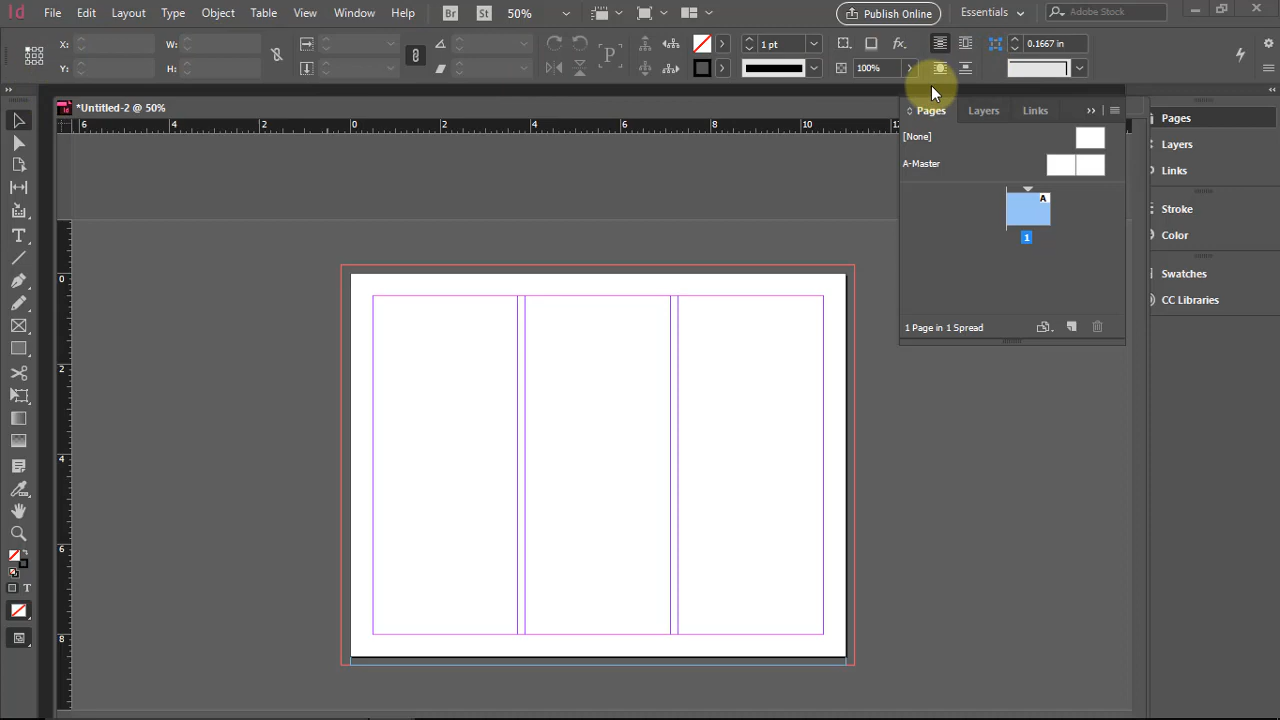 Id File Edit Layout Type Object Table View Window Help Br St 50% Publish Online Essentials Adobe Stock
X: W: 1 pt fx. 0.1667 in
Y: H: P 100%
*Untitled-2 @ 50%
6 4 2 0 2 4 6 8 10 12
Pages Layers Links
[None]
A-Master
A
1
1 Page in 1 Spread
Pages
Layers
Links
Stroke
Color
Swatches
CC Libraries
0
2
4
6
8
T
T